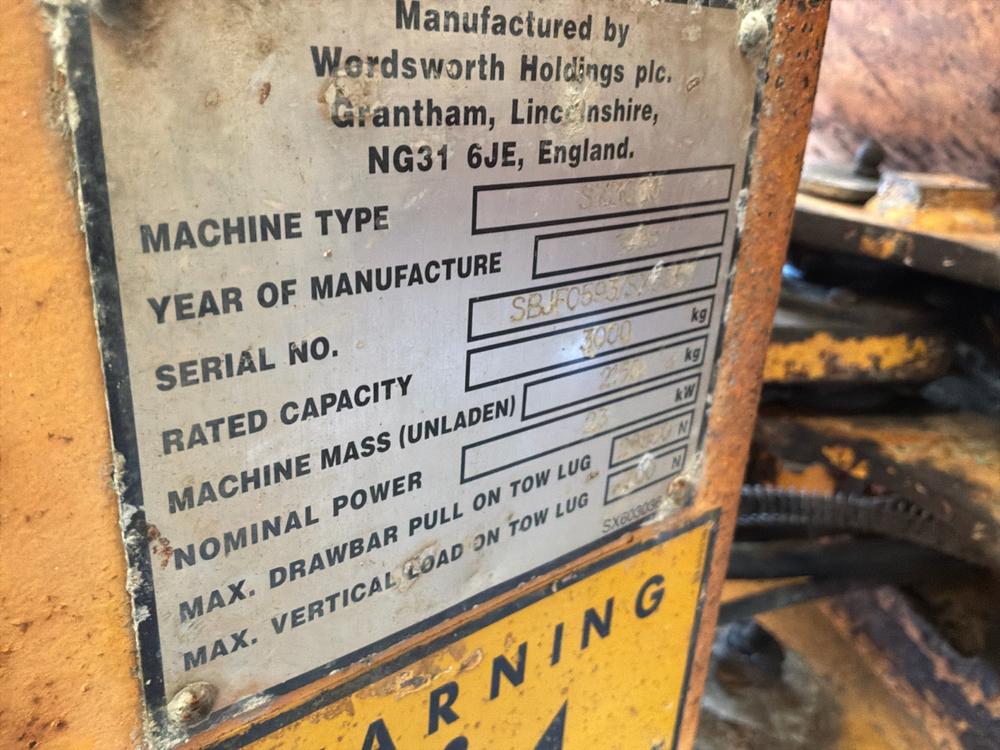 Manufactured by
Wordsworth Holdings plc.
Grantham, Lincolnshire,
NG31 6JE, England.
MACHINE TYPE
YEAR OF MANUFACTURE
SERIAL NO.
RATED CAPACITY 3000 kg
MACHINE MASS (UNLADEN) kg
NOMINAL POWER 23 kW
MAX. DRAWBAR PULL ON TOW LUG N
MAX. VERTICAL LOAD ON TOW LUG N
WARNING